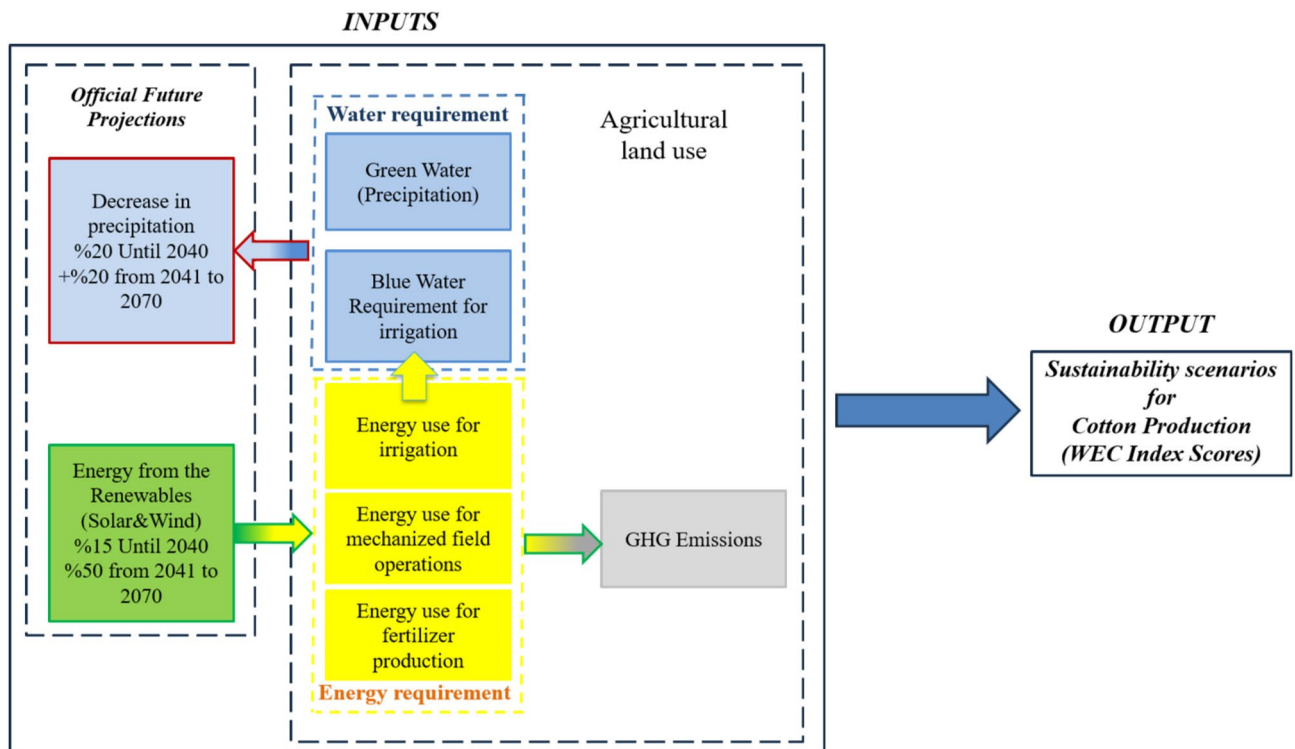 INPUTS
Official Future
Projections
Decrease in
precipitation
%20 Until 2040
+%20 from 2041 to
2070
Energy from the
Renewables
(Solar&Wind)
%15 Until 2040
%50 from 2041 to
2070
Water requirement
Green Water
(Precipitation)
Blue Water
Requirement for
irrigation
Energy use for
irrigation
Energy use for
mechanized field
operations
Energy use for
fertilizer
production
Energy requirement
Agricultural
land use
GHG Emissions
OUTPUT
Sustainability scenarios
for
Cotton Production
(WEC Index Scores)